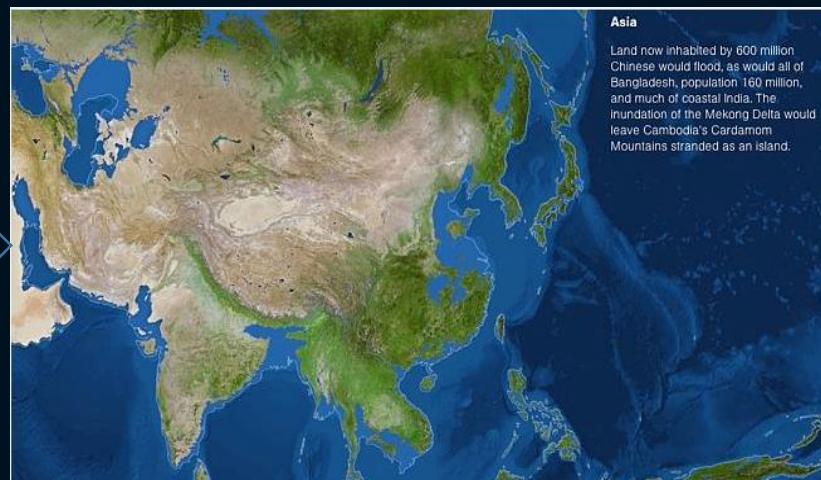 Asia
Land now inhabited by 600 million
Chinese would flood, as would all of
Bangladesh, population 160 million,
and much of coastal India. The
inundation of the Mekong Delta would
leave Cambodia's Cardamom
Mountains stranded as an island.